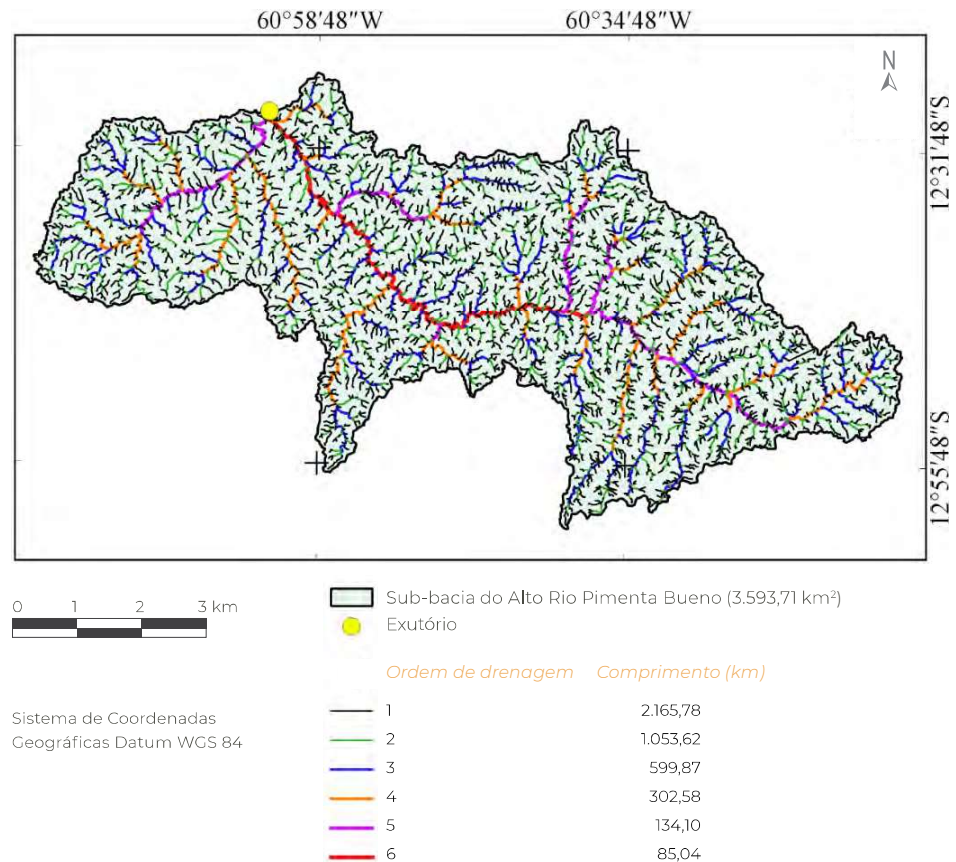 60°58'48"W 60°34'48"W
N
12°31'48"S
12°55'48"S
0 1 2 3 km
Sub-bacia do Alto Rio Pimenta Bueno (3.593,71 km²)
Exutório
Ordem de drenagem Comprimento (km)
Sistema de Coordenadas
Geográficas Datum WGS 84
1 2.165,78
2 1.053,62
3 599,87
4 302,58
5 134,10
6 85,04